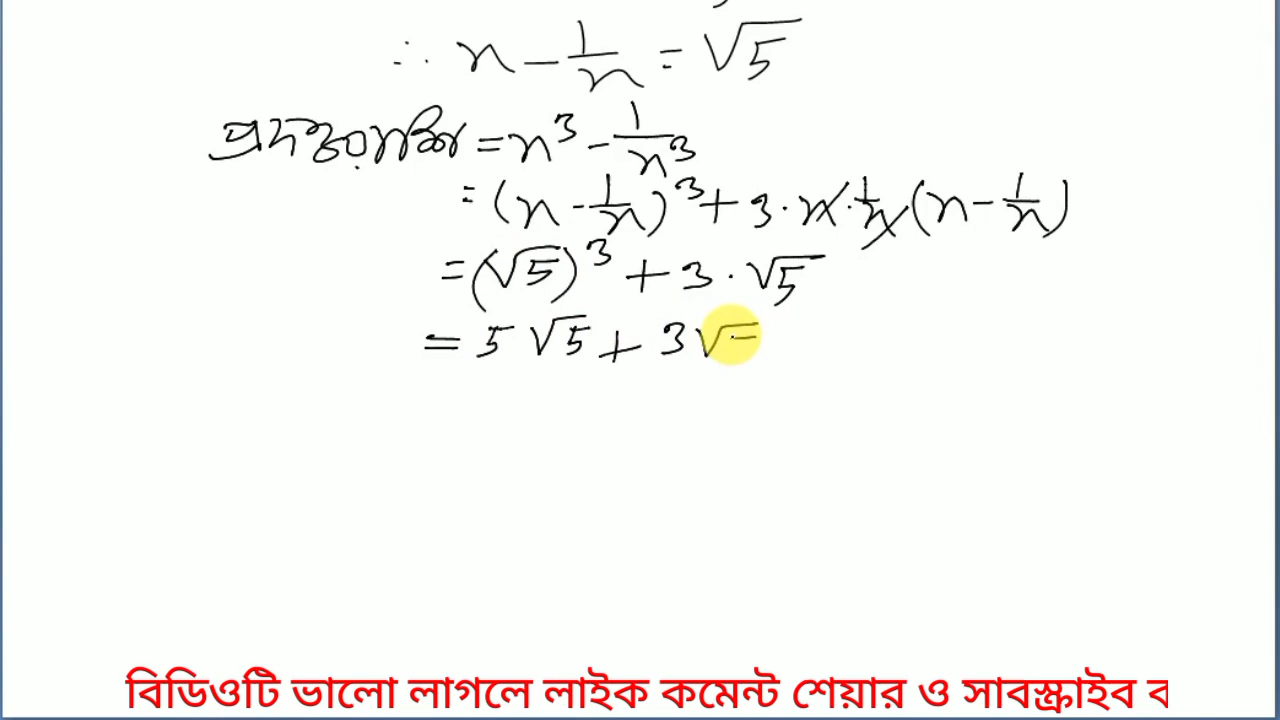 ∴ x - 1/x = √5
প্রদত্ত রাশি = x³ - 1/x³
= (x - 1/x)³ + 3 · x · 1/x (x - 1/x)
= (√5)³ + 3 · √5
= 5√5 + 3√
বিডিওটি ভালো লাগলে লাইক কমেন্ট শেয়ার ও সাবস্ক্রাইব ক